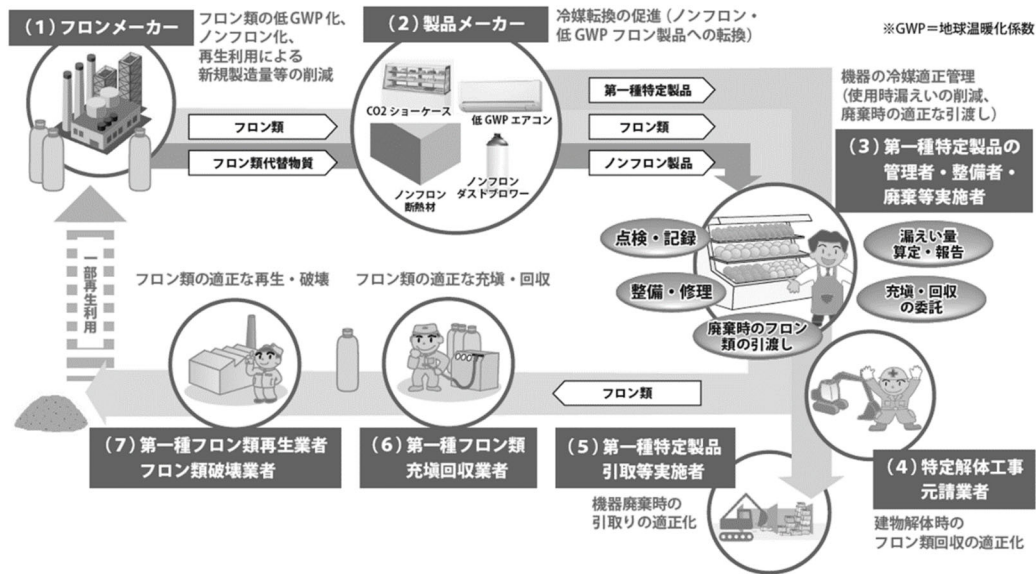 (1)フロンメーカー
フロン類の低GWP化、
ノンフロン化、
再生利用による
新規製造量等の削減
(2)製品メーカー
冷媒転換の促進(ノンフロン・
低GWPフロン製品への転換)
※GWP=地球温暖化係数
CO2ショーケース
低GWPエアコン
ノンフロン
断熱材
ノンフロン
ダストブロワー
フロン類
フロン類代替物質
第一種特定製品
フロン類
ノンフロン製品
機器の冷媒適正管理
(使用時漏えいの削減、
廃棄時の適正な引渡し)
(3)第一種特定製品の
管理者・整備者・
廃棄等実施者
点検・記録
整備・修理
廃棄時のフロン
類の引渡し
漏えい量
算定・報告
充塡・回収
の委託
(4)特定解体工事
元請業者
建物解体時の
フロン類回収の適正化
(5)第一種特定製品
引取等実施者
機器廃棄時の
引取りの適正化
フロン類
フロン類の適正な充塡・回収
(6)第一種フロン類
充塡回収業者
フロン類の適正な再生・破壊
(7)第一種フロン類再生業者
フロン類破壊業者
一部再生利用